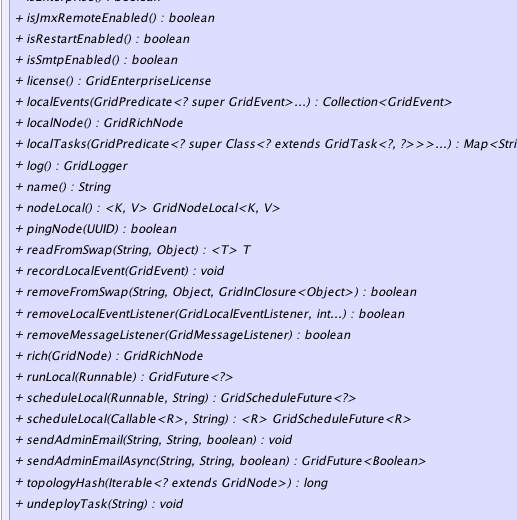 + isEnterprise() : boolean
+ isJmxRemoteEnabled() : boolean
+ isRestartEnabled() : boolean
+ isSmtpEnabled() : boolean
+ license() : GridEnterpriseLicense
+ localEvents(GridPredicate<? super GridEvent>...) : Collection<GridEvent>
+ localNode() : GridRichNode
+ localTasks(GridPredicate<? super Class<? extends GridTask<?, ?>>>...) : Map<Stri
+ log() : GridLogger
+ name() : String
+ nodeLocal() : <K, V> GridNodeLocal<K, V>
+ pingNode(UUID) : boolean
+ readFromSwap(String, Object) : <T> T
+ recordLocalEvent(GridEvent) : void
+ removeFromSwap(String, Object, GridInClosure<Object>) : boolean
+ removeLocalEventListener(GridLocalEventListener, int...) : boolean
+ removeMessageListener(GridMessageListener) : boolean
+ rich(GridNode) : GridRichNode
+ runLocal(Runnable) : GridFuture<?>
+ scheduleLocal(Runnable, String) : GridScheduleFuture<?>
+ scheduleLocal(Callable<R>, String) : <R> GridScheduleFuture<R>
+ sendAdminEmail(String, String, boolean) : void
+ sendAdminEmailAsync(String, String, boolean) : GridFuture<Boolean>
+ topologyHash(Iterable<? extends GridNode>) : long
+ undeployTask(String) : void